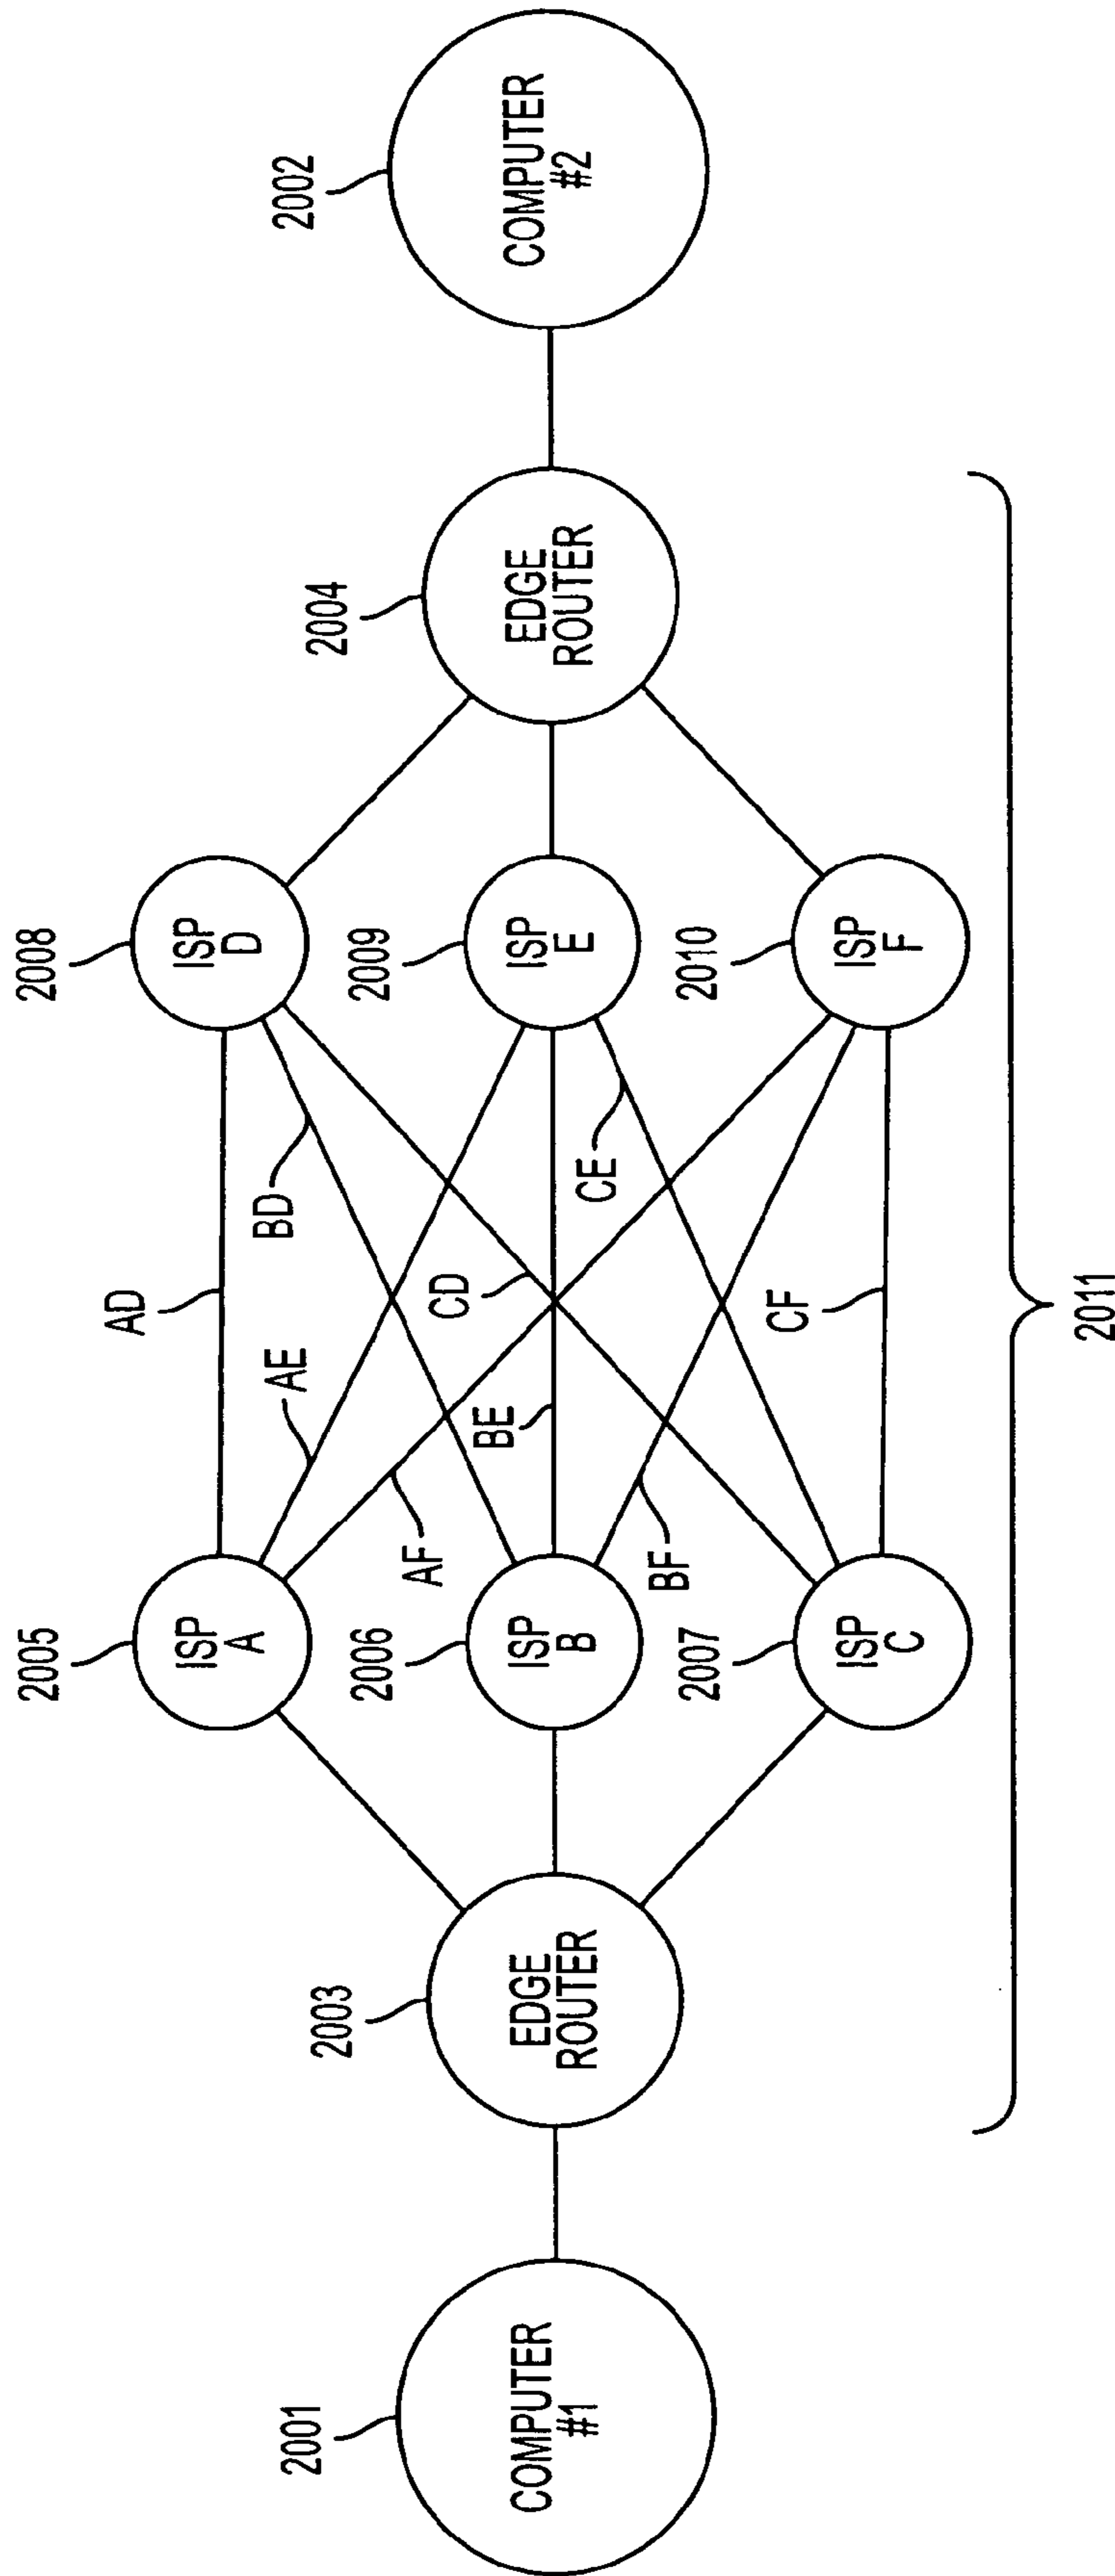 2001
COMPUTER
#1
2003
EDGE
ROUTER
2005
ISP
A
2006
ISP
B
2007
ISP
C
AD
AE
AF
BD
BE
BF
CD
CE
CF
2008
ISP
D
2009
ISP
E
2010
ISP
F
2004
EDGE
ROUTER
2002
COMPUTER
#2
2011